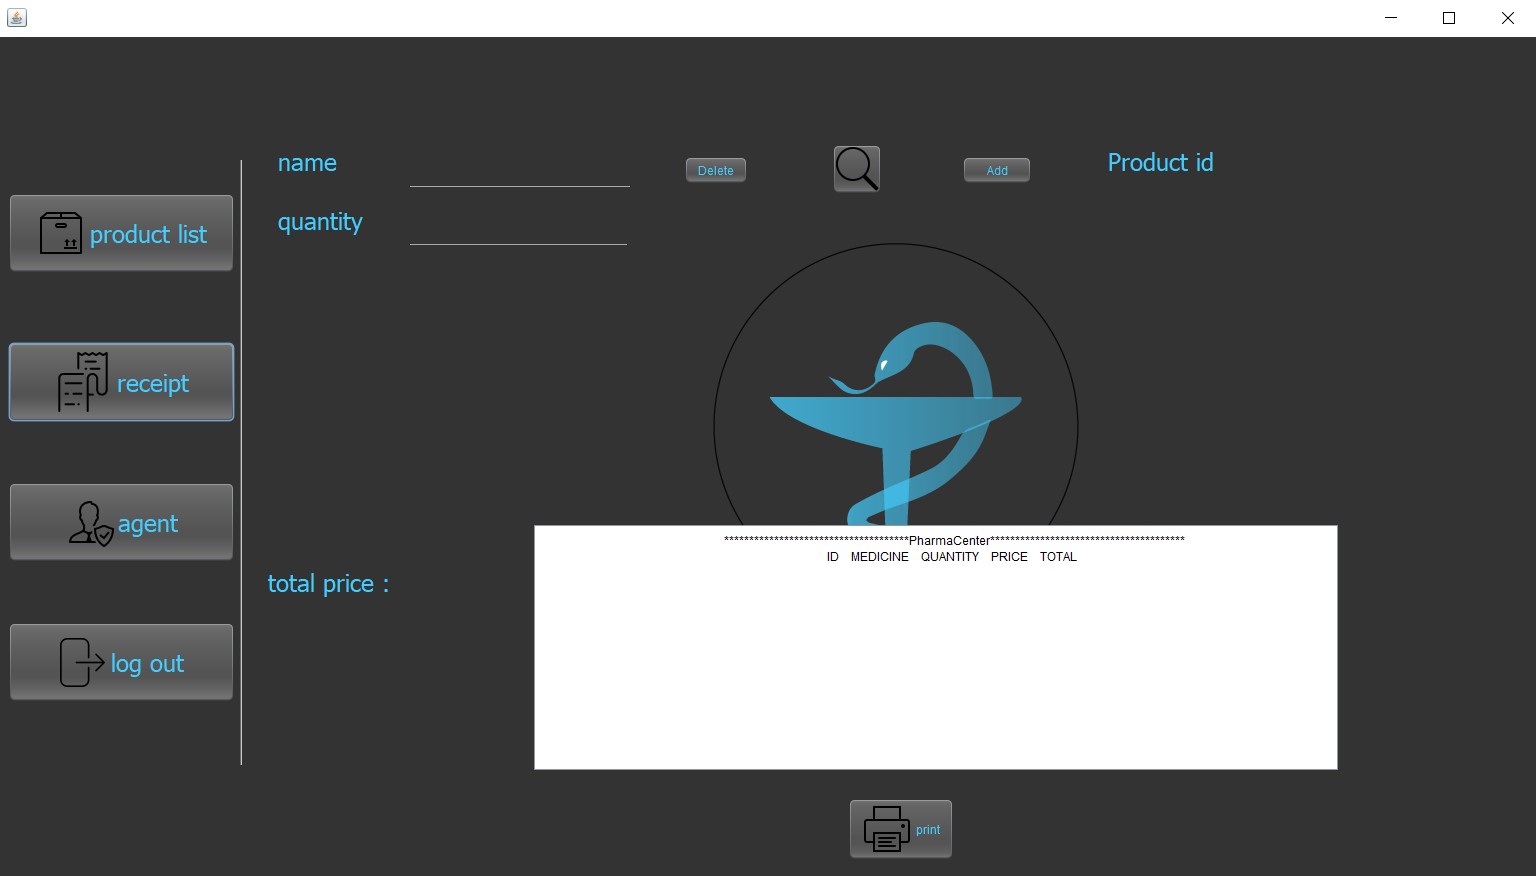 name
Delete
Add
Product id
quantity
product list
receipt
agent
log out
total price :
*************************************PharmaCenter***************************************
ID MEDICINE QUANTITY PRICE TOTAL
print